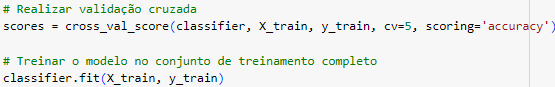 # Realizar validação cruzada
scores = cross_val_score(classifier, X_train, y_train, cv=5, scoring='accuracy')
# Treinar o modelo no conjunto de treinamento completo
classifier.fit(X_train, y_train)